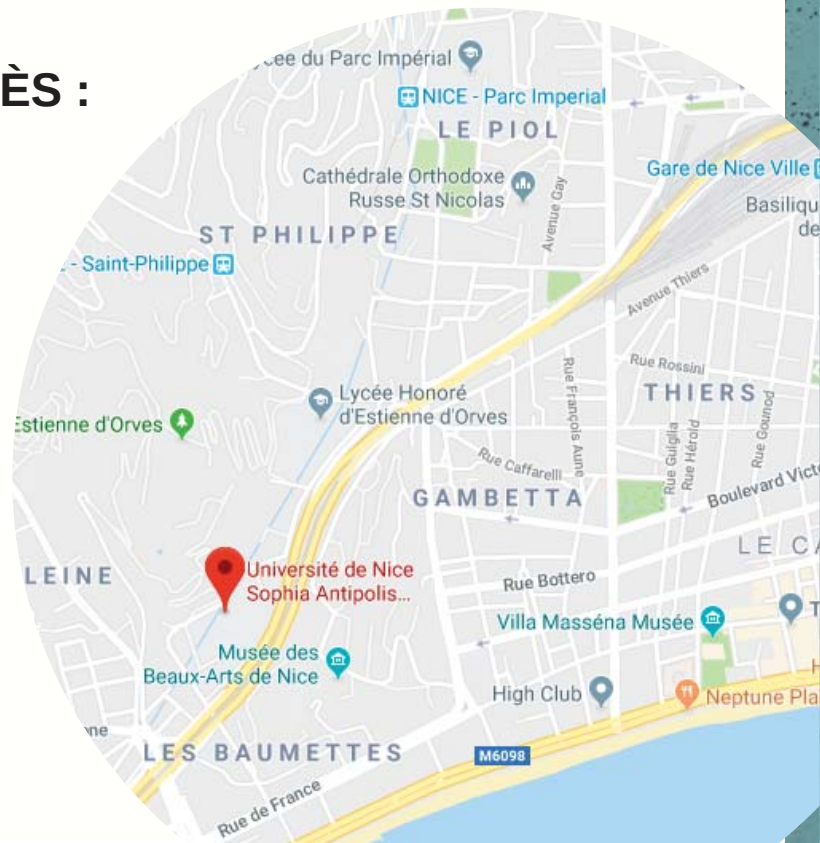 ÈS :
ycée du Parc Impérial
NICE - Parc Imperial
LE PIOL
Cathédrale Orthodoxe
Russe St Nicolas
Avenue Gay
Gare de Nice Ville
Basiliqu
de
ST PHILIPPE
- Saint-Philippe
Avenue Thiers
Rue Rossini
THIERS
Lycée Honoré
d'Estienne d'Orves
Estienne d'Orves
Rue François Aune
Rue Guiglia
Rue Hérold
Rue Gounod
Rue Caffarelli
GAMBETTA
Boulevard Victo
LE CA
LEINE
Université de Nice
Sophia Antipolis...
Rue Bottero
Villa Masséna Musée
T
Musée des
Beaux-Arts de Nice
High Club
H
Neptune Pla
ne
LES BAUMETTES
M6098
Rue de France